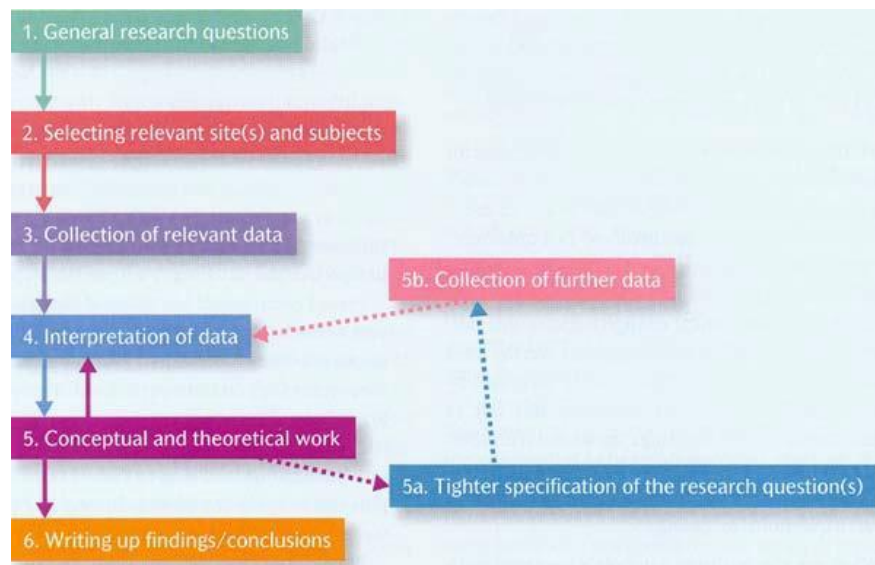 1. General research questions
2. Selecting relevant site(s) and subjects
3. Collection of relevant data
5b. Collection of further data
4. Interpretation of data
5. Conceptual and theoretical work
5a. Tighter specification of the research question(s)
6. Writing up findings/conclusions